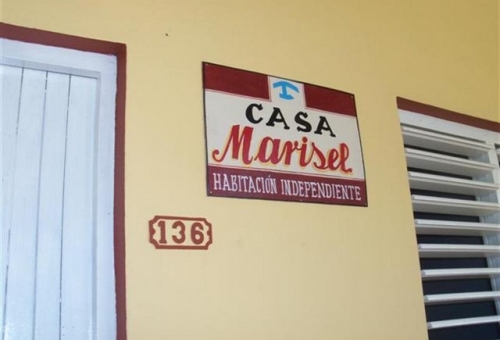 CASA
Marisel
HABITACIÓN INDEPENDIENTE
136